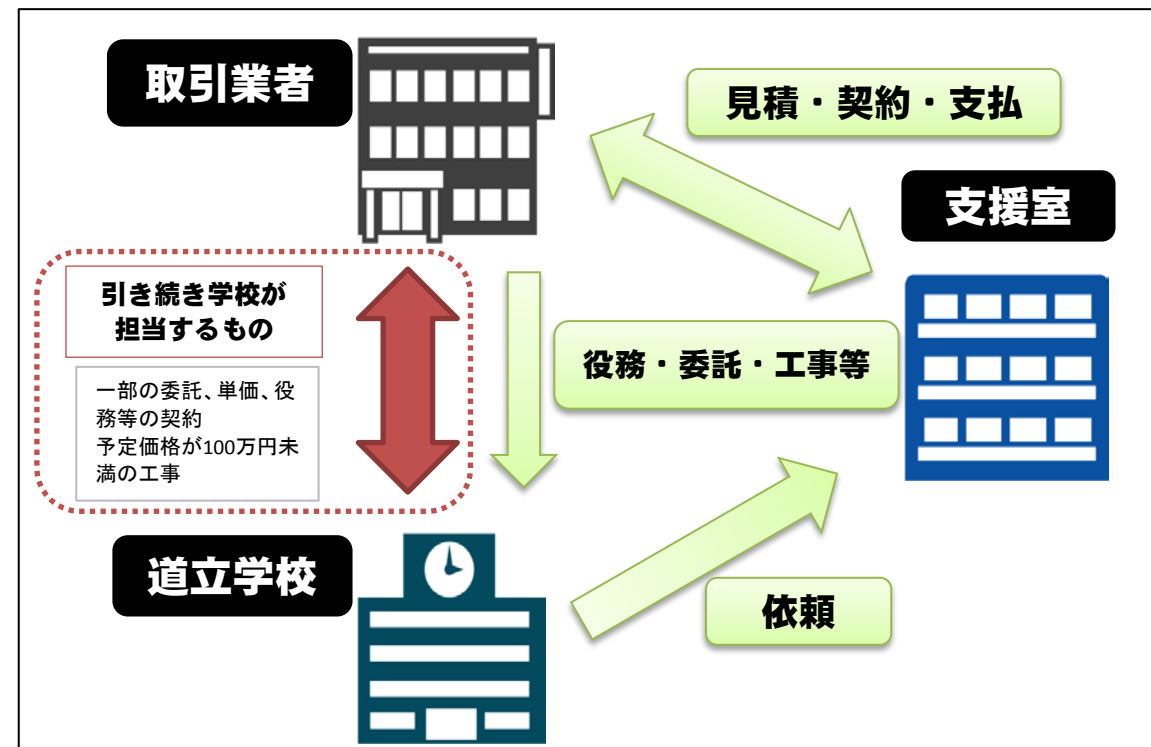 取引業者
見積・契約・支払
支援室
引き続き学校が
担当するもの
一部の委託、単価、役
務等の契約
予定価格が100万円未
満の工事
役務・委託・工事等
道立学校
依頼